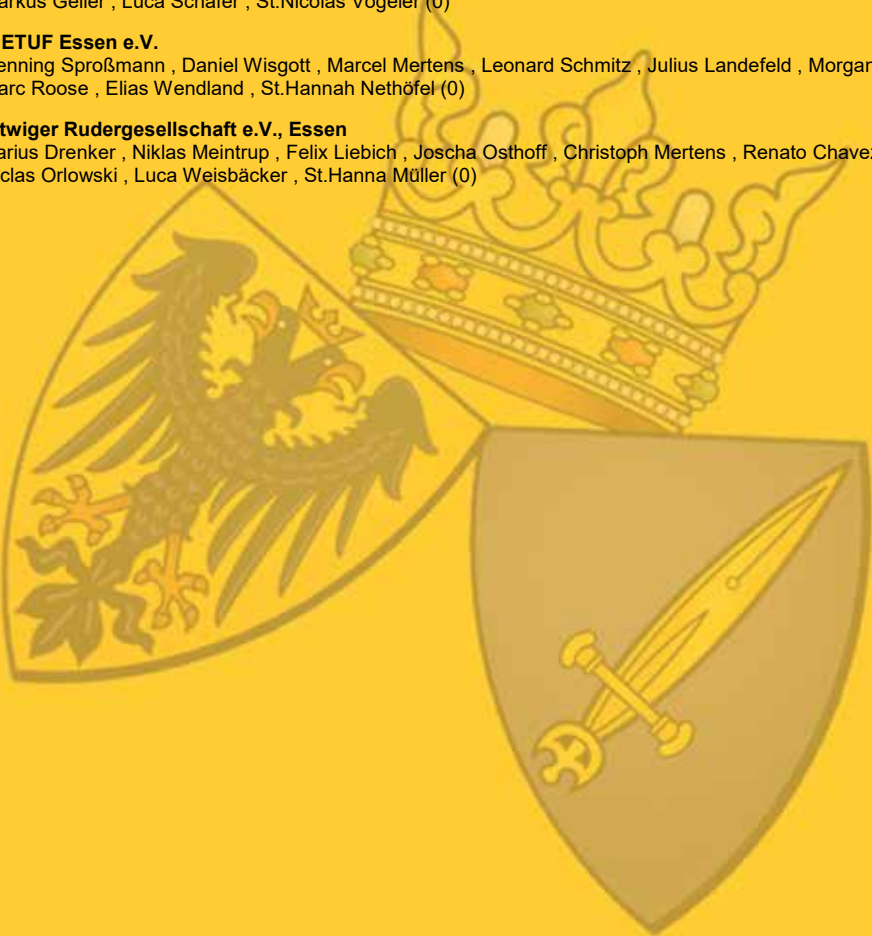 arkus Geller , Luca Schäfer , St.Nicolas Vogeler (0)
ETUF Essen e.V.
enning Sproßmann , Daniel Wisgott , Marcel Mertens , Leonard Schmitz , Julius Landefeld , Morgan
arc Roose , Elias Wendland , St.Hannah Nethöfel (0)
twiger Rudergesellschaft e.V., Essen
arius Drenker , Niklas Meintrup , Felix Liebich , Joscha Osthoff , Christoph Mertens , Renato Chavez
clas Orlowski , Luca Weisbäcker , St.Hanna Müller (0)